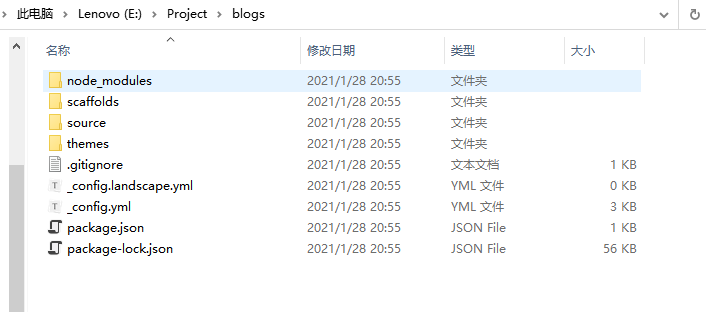 此电脑 > Lenovo (E:) > Project > blogs
名称 修改日期 类型 大小
node_modules 2021/1/28 20:55 文件夹
scaffolds 2021/1/28 20:55 文件夹
source 2021/1/28 20:55 文件夹
themes 2021/1/28 20:55 文件夹
.gitignore 2021/1/28 20:55 文本文档 1 KB
_config.landscape.yml 2021/1/28 20:55 YML 文件 0 KB
_config.yml 2021/1/28 20:55 YML 文件 3 KB
package.json 2021/1/28 20:55 JSON File 1 KB
package-lock.json 2021/1/28 20:55 JSON File 56 KB